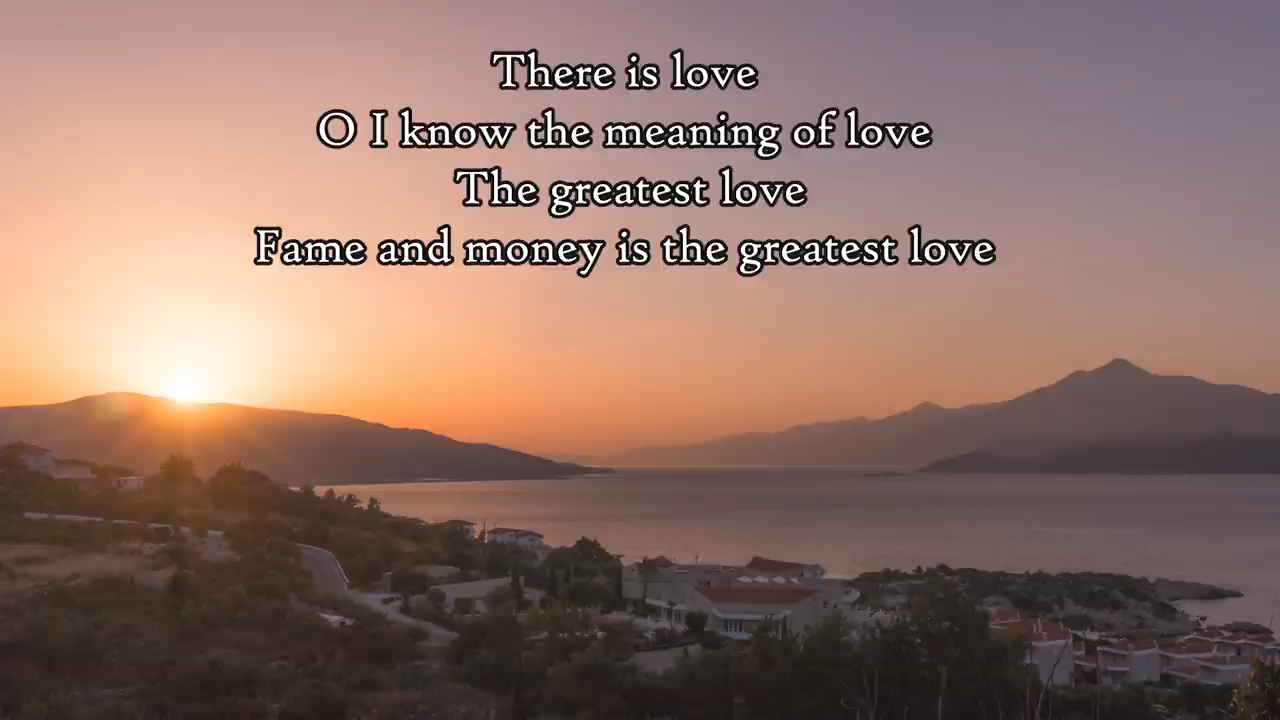 There is love
O I know the meaning of love
The greatest love
Fame and money is the greatest love